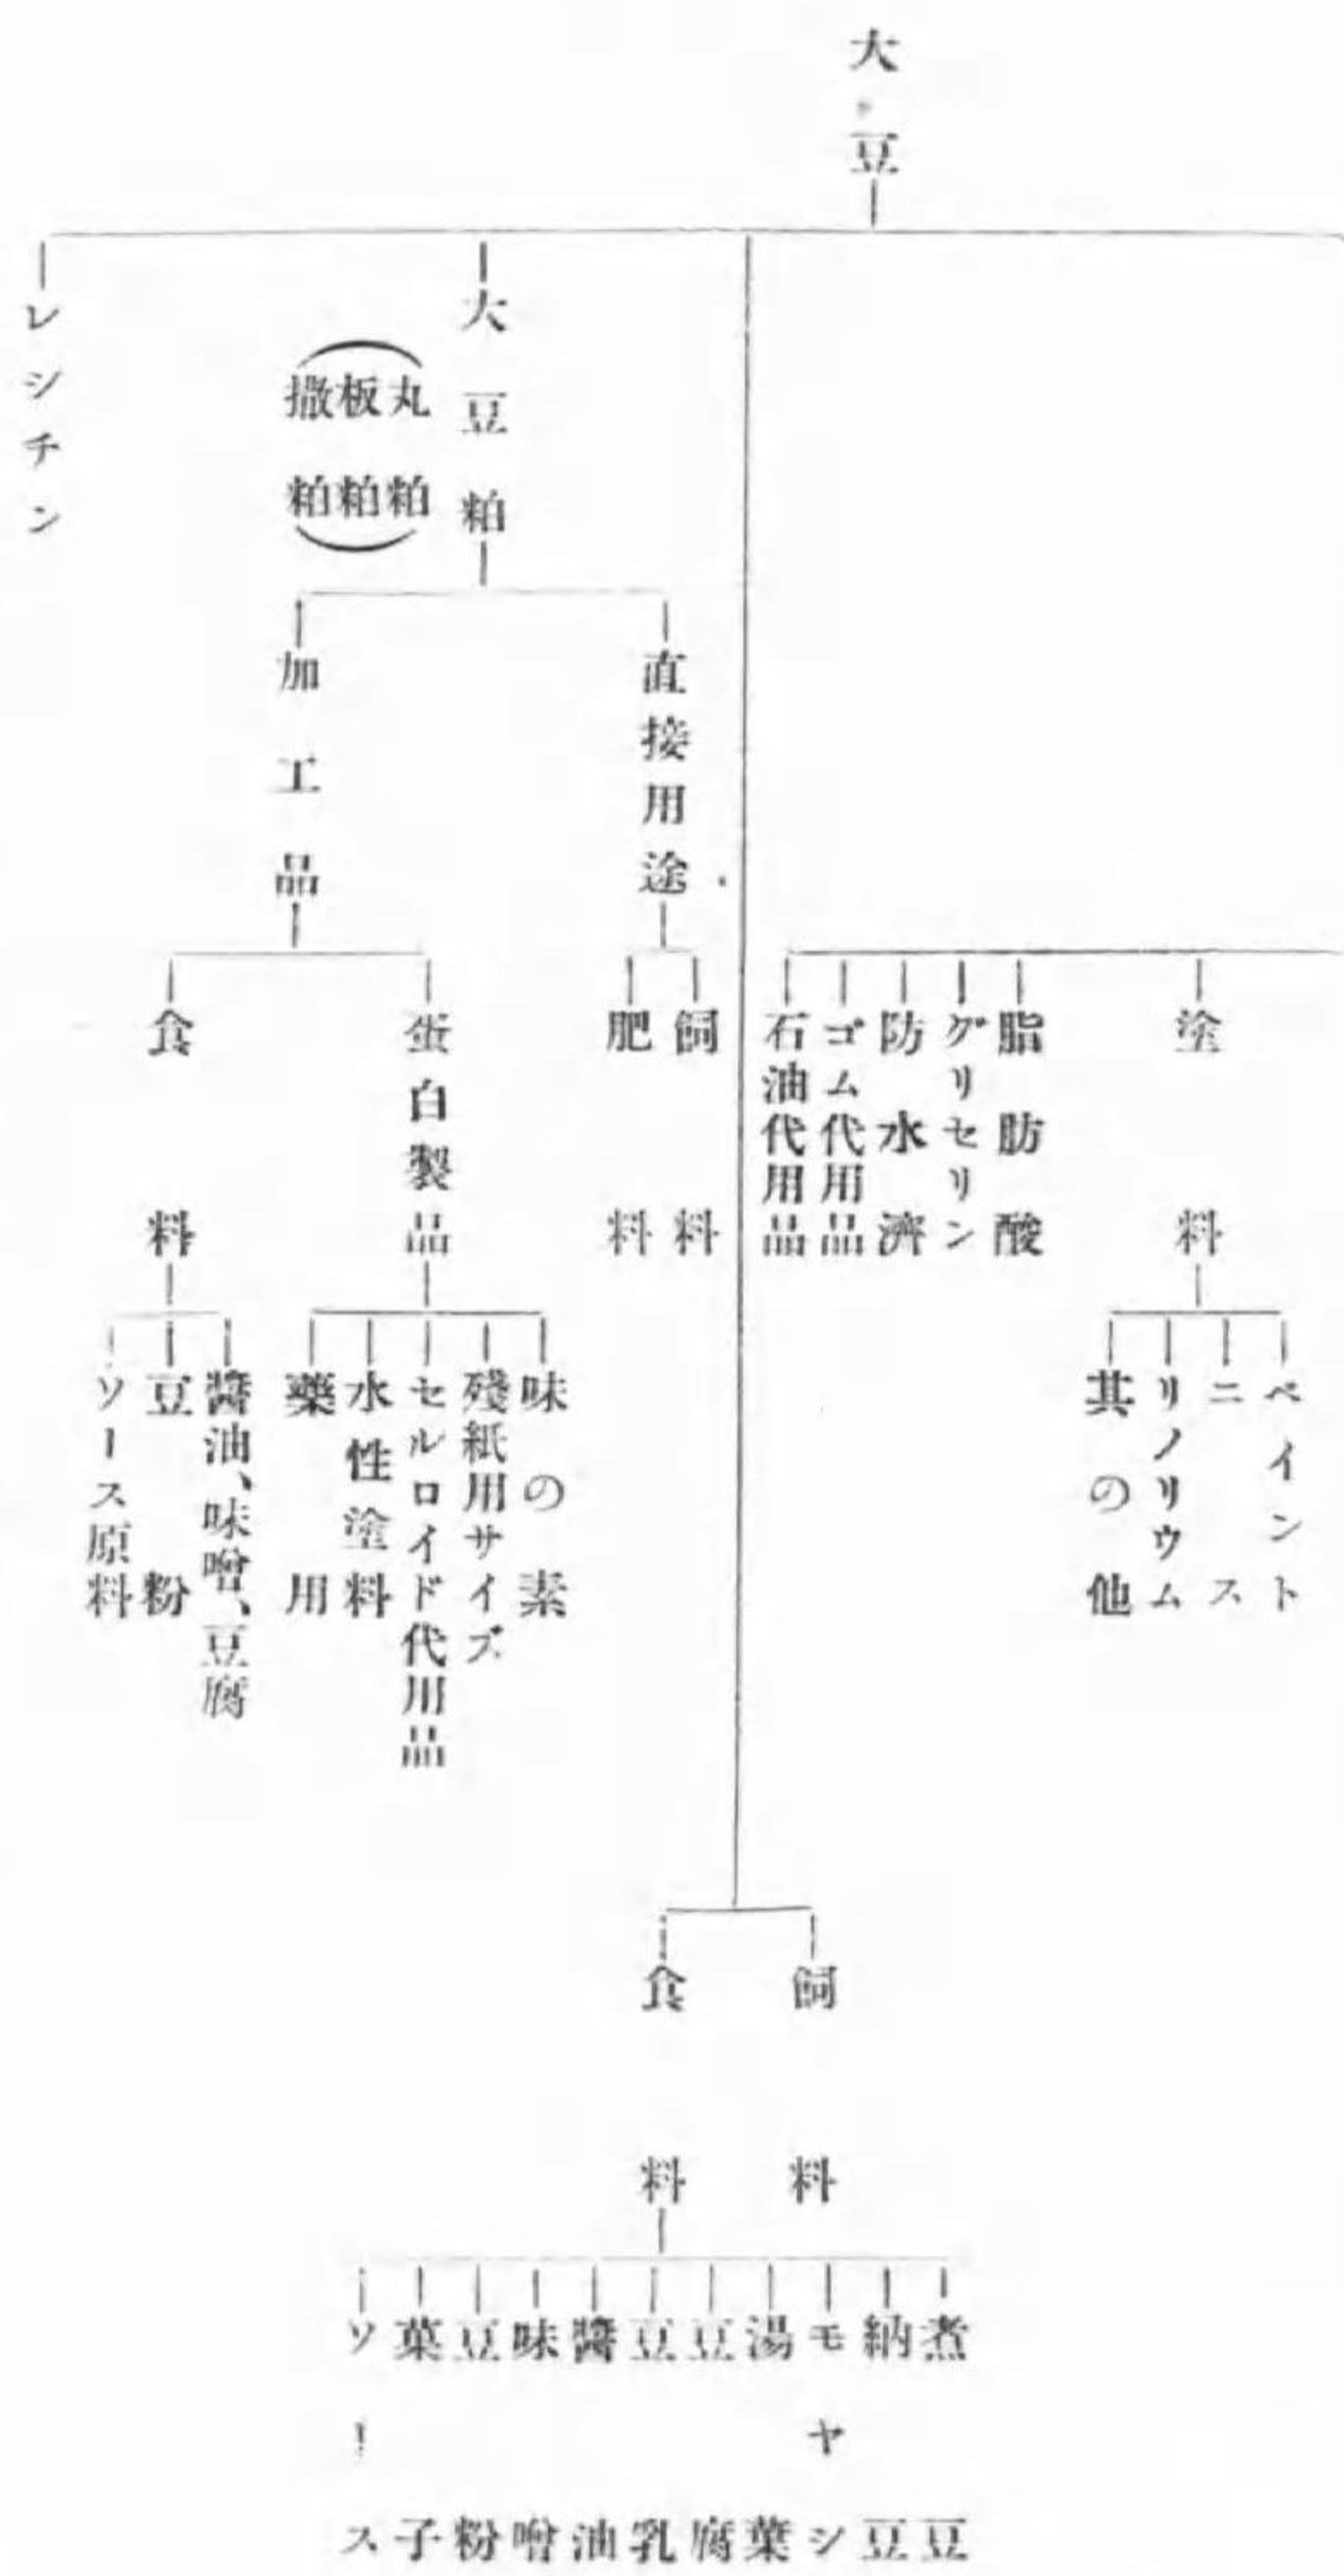 大豆
塗料
ペイント
ニス
リノリウム
其の他
脂肪酸
グリセリン
防水濟
ゴム代用品
石油代用品
飼料
食料
煮豆
納豆
モヤシ
湯葉
豆腐
豆乳
醬油
味噌
豆粉
菓子
ソース
大豆粕
(丸粕
板粕
撒粕)
直接用途
飼料
肥料
加工品
蛋白製品
味の素
殘紙用サイズ
セルロイド代用品
水性塗料
藥用
食料
醬油、味噌、豆腐
豆粉
ソース原料
レシチン